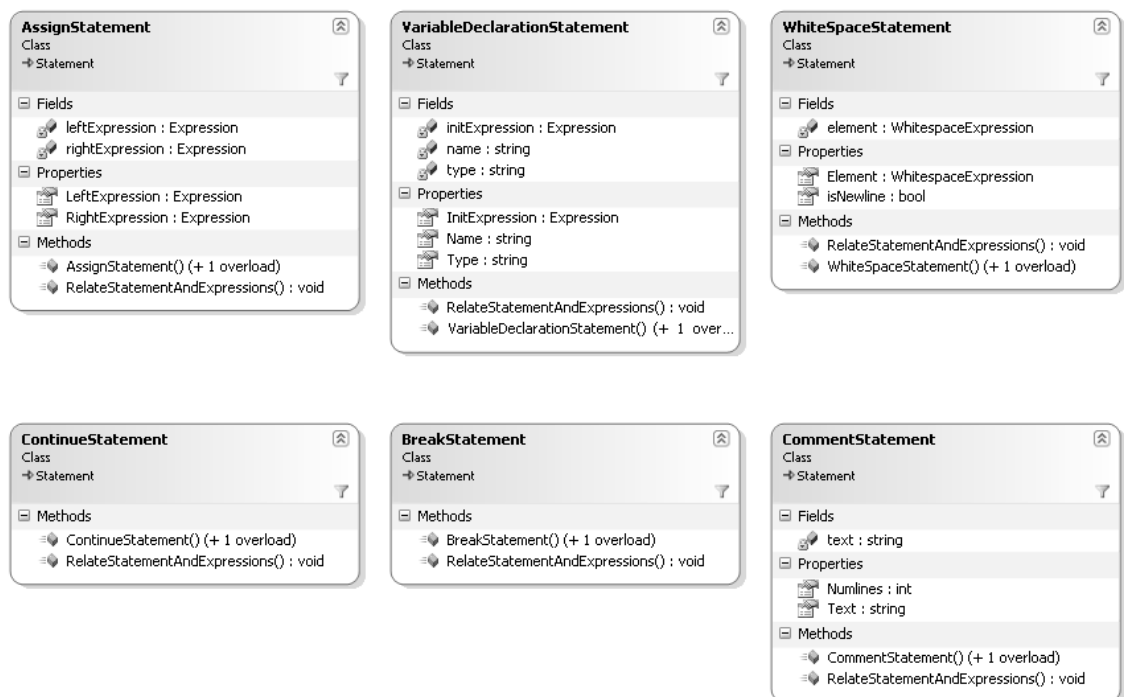 AssignStatement
Class
Statement
Fields
leftExpression : Expression
rightExpression : Expression
Properties
LeftExpression : Expression
RightExpression : Expression
Methods
AssignStatement() (+ 1 overload)
RelateStatementAndExpressions() : void
VariableDeclarationStatement
Class
Statement
Fields
initExpression : Expression
name : string
type : string
Properties
InitExpression : Expression
Name : string
Type : string
Methods
RelateStatementAndExpressions() : void
VariableDeclarationStatement() (+ 1 over...
WhiteSpaceStatement
Class
Statement
Fields
element : WhitespaceExpression
Properties
Element : WhitespaceExpression
isNewline : bool
Methods
RelateStatementAndExpressions() : void
WhiteSpaceStatement() (+ 1 overload)
ContinueStatement
Class
Statement
Methods
ContinueStatement() (+ 1 overload)
RelateStatementAndExpressions() : void
BreakStatement
Class
Statement
Methods
BreakStatement() (+ 1 overload)
RelateStatementAndExpressions() : void
CommentStatement
Class
Statement
Fields
text : string
Properties
Numlines : int
Text : string
Methods
CommentStatement() (+ 1 overload)
RelateStatementAndExpressions() : void